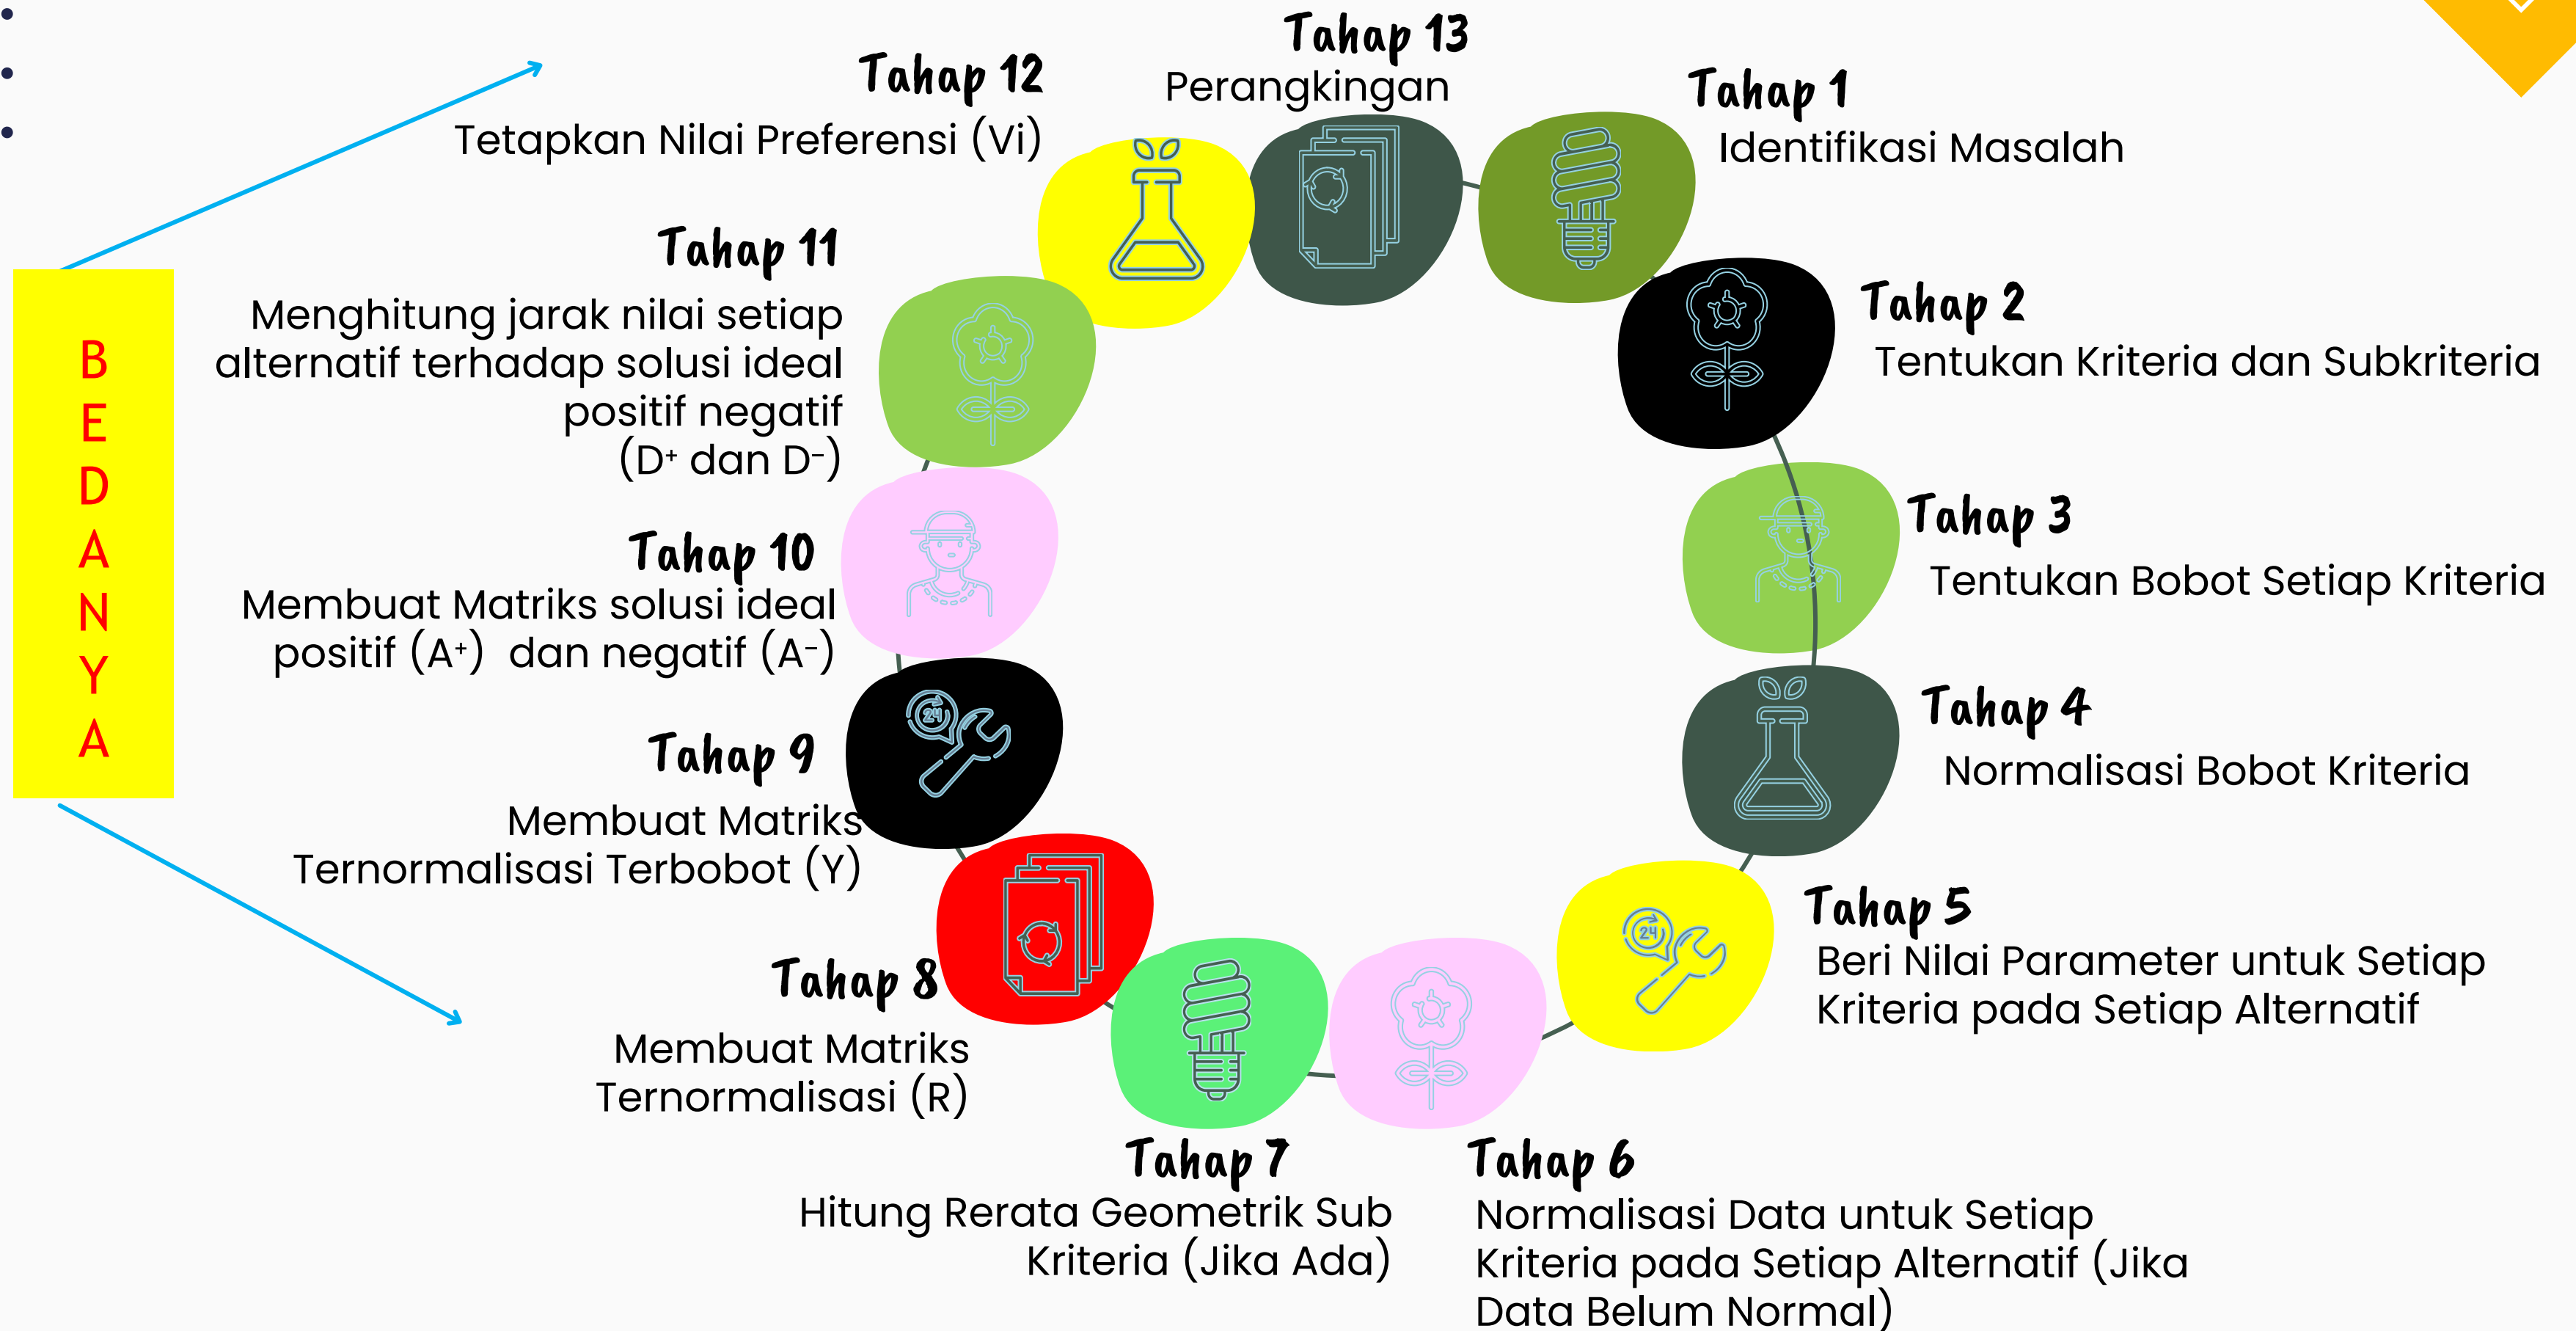 Tahap 13
Perangkingan
Tahap 1
Identifikasi Masalah
Tahap 2
Tentukan Kriteria dan Subkriteria
Tahap 3
Tentukan Bobot Setiap Kriteria
Tahap 4
Normalisasi Bobot Kriteria
Tahap 5
Beri Nilai Parameter untuk Setiap
Kriteria pada Setiap Alternatif
Tahap 6
Normalisasi Data untuk Setiap
Kriteria pada Setiap Alternatif (Jika
Data Belum Normal)
Tahap 7
Hitung Rerata Geometrik Sub
Kriteria (Jika Ada)
Tahap 8
Membuat Matriks
Ternormalisasi (R)
Tahap 9
Membuat Matriks
Ternormalisasi Terbobot (Y)
Tahap 10
Membuat Matriks solusi ideal
positif (A⁺) dan negatif (A⁻)
Tahap 11
Menghitung jarak nilai setiap
alternatif terhadap solusi ideal
positif negatif
(D⁺ dan D⁻)
Tahap 12
Tetapkan Nilai Preferensi (Vi)
B
E
D
A
N
Y
A
24
24